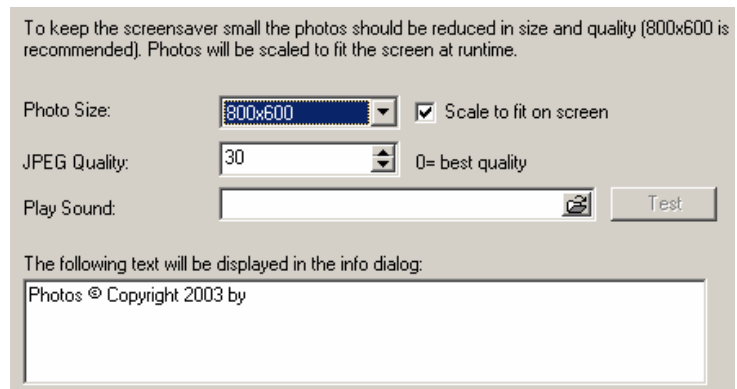 To keep the screensaver small the photos should be reduced in size and quality (800x600 is
recommended). Photos will be scaled to fit the screen at runtime.
Photo Size: 800x600 Scale to fit on screen
JPEG Quality: 30 0= best quality
Play Sound: Test
The following text will be displayed in the info dialog:
Photos © Copyright 2003 by